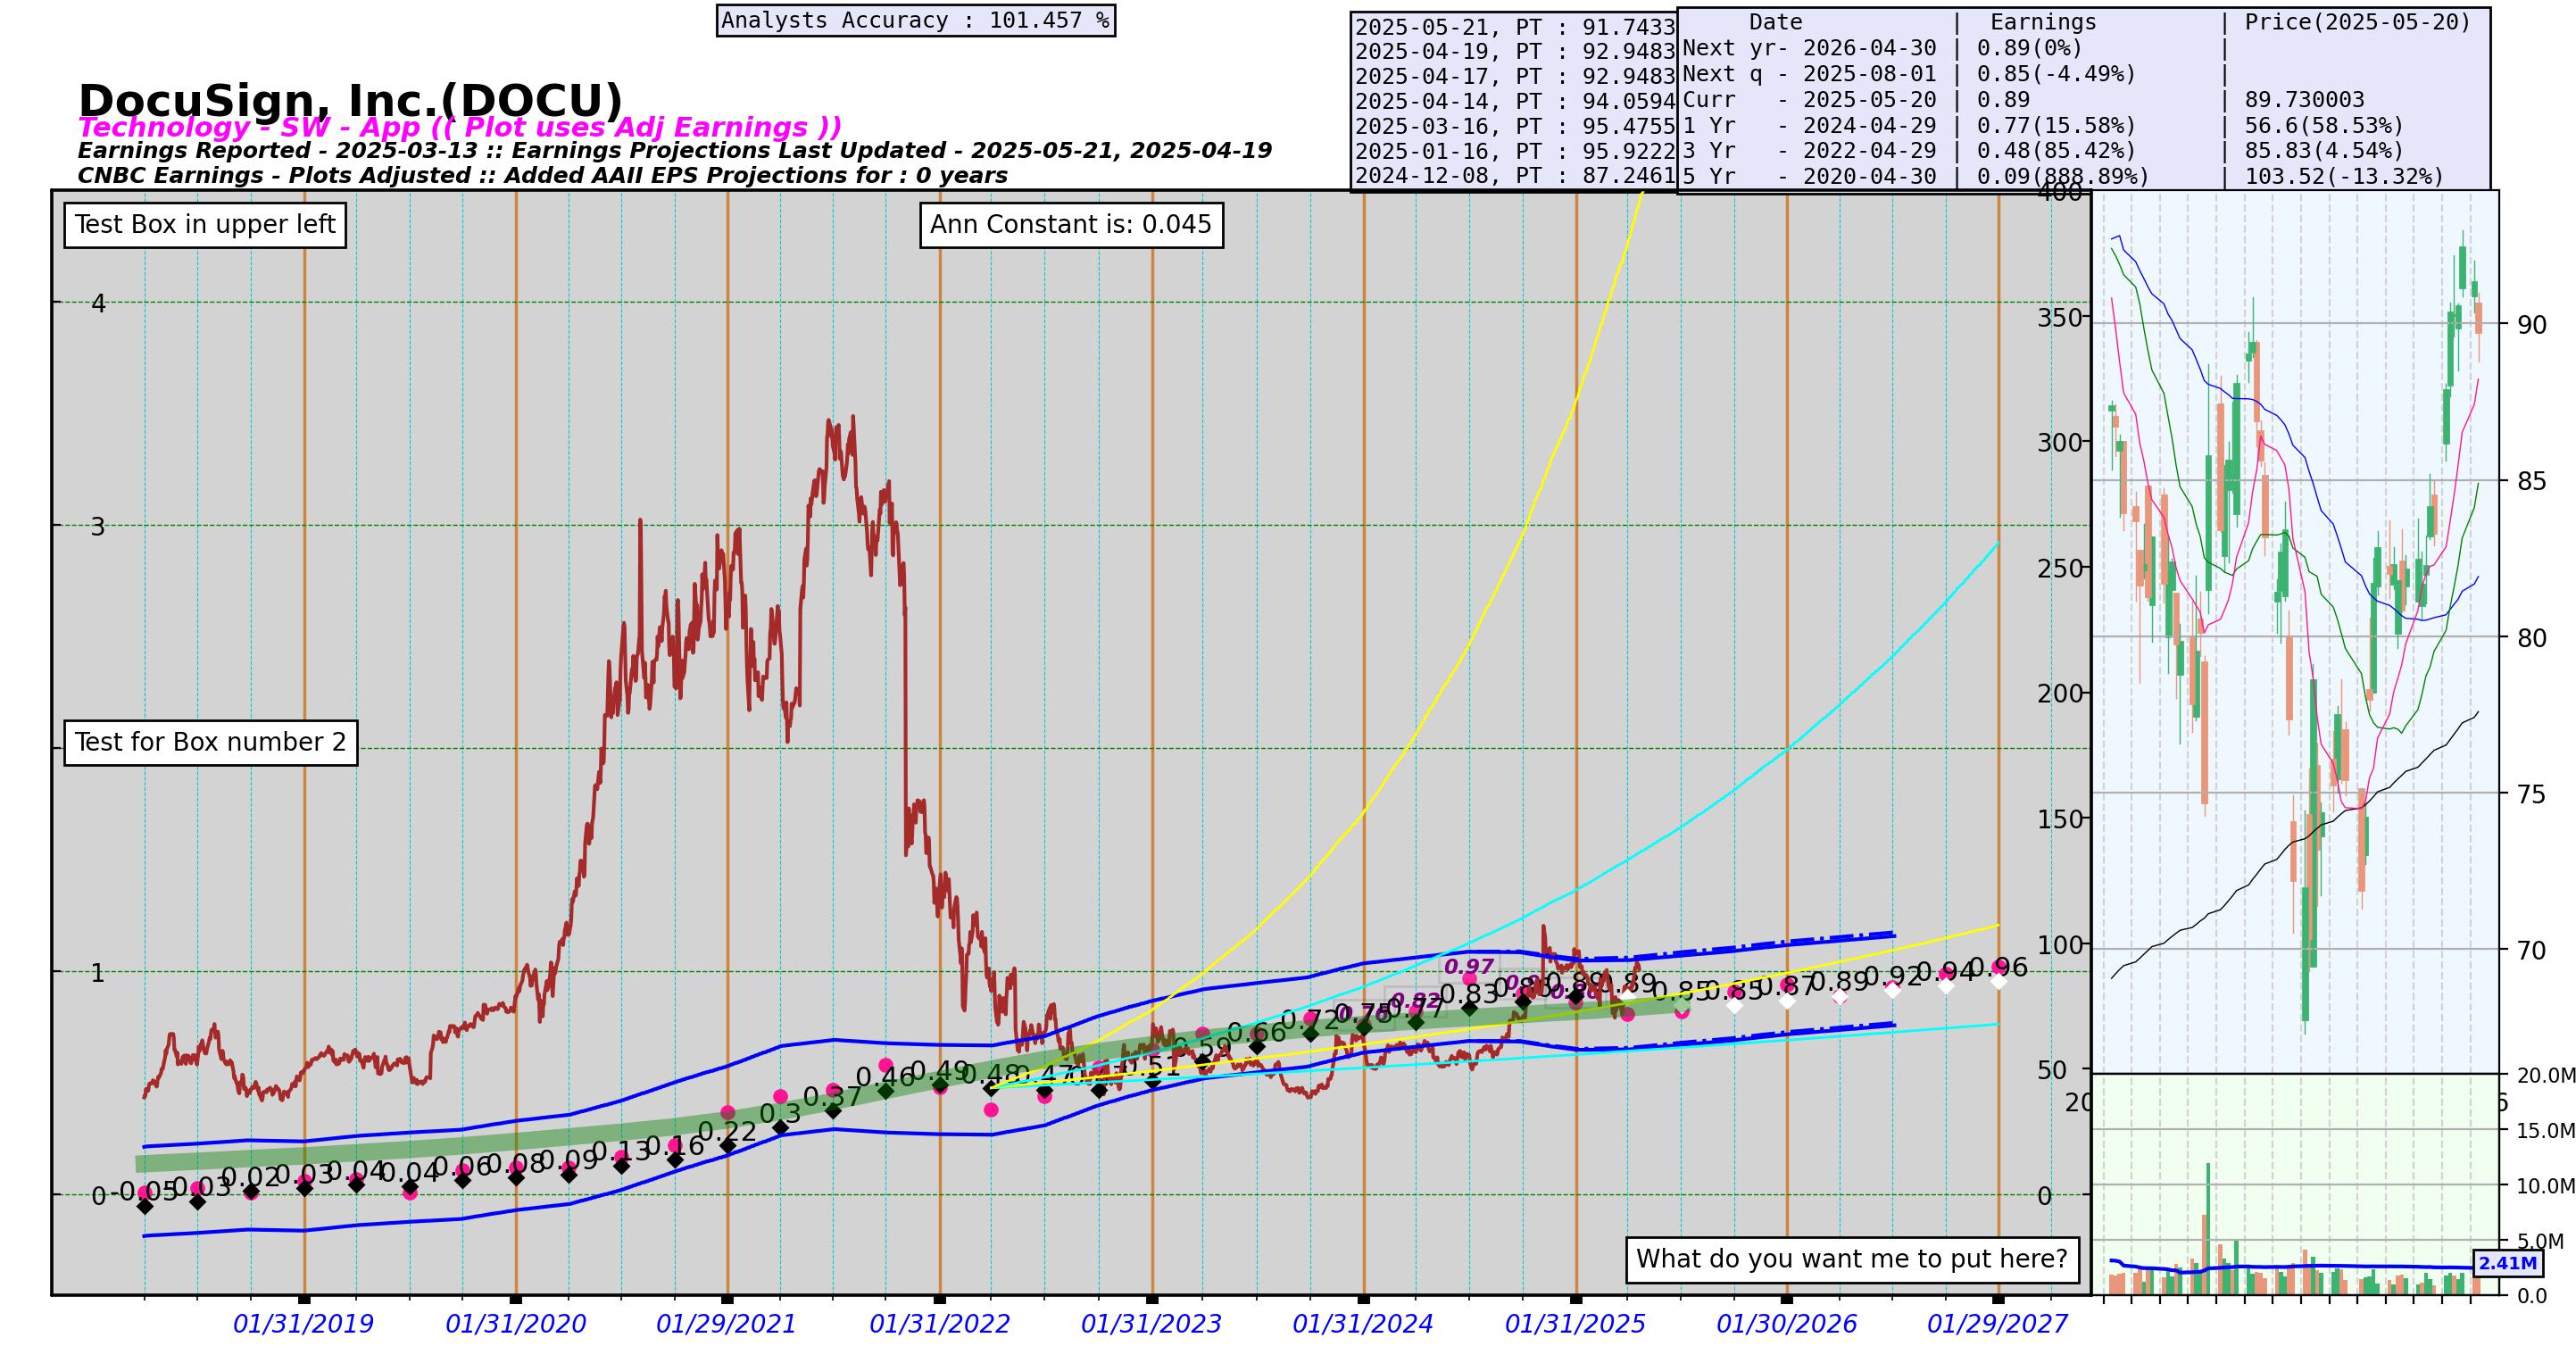 Analysts Accuracy : 101.457 %
2025-05-21, PT : 91.7433
2025-04-19, PT : 92.9483
2025-04-17, PT : 92.9483
2025-04-14, PT : 94.0594
2025-03-16, PT : 95.4755
2025-01-16, PT : 95.9222
2024-12-08, PT : 87.2461
Date | Earnings | Price(2025-05-20)
Next yr- 2026-04-30 | 0.89(0%) |
Next q - 2025-08-01 | 0.85(-4.49%) |
Curr - 2025-05-20 | 0.89 | 89.730003
1 Yr - 2024-04-29 | 0.77(15.58%) | 56.6(58.53%)
3 Yr - 2022-04-29 | 0.48(85.42%) | 85.83(4.54%)
5 Yr - 2020-04-30 | 0.09(888.89%) | 103.52(-13.32%)
DocuSign, Inc.(DOCU)
Technology - SW - App (( Plot uses Adj Earnings ))
Earnings Reported - 2025-03-13 :: Earnings Projections Last Updated - 2025-05-21, 2025-04-19
CNBC Earnings - Plots Adjusted :: Added AAII EPS Projections for : 0 years
Test Box in upper left
Ann Constant is: 0.045
Test for Box number 2
What do you want me to put here?
4
3
1
0
400
350
300
250
200
150
100
50
0
-0.05 0.03 0.02 0.03 0.04 0.04 0.06 0.08 0.09 0.13 0.16 0.22 0.3 0.37 0.46 0.49 0.48 0.47 0.51 0.59 0.66 0.72 0.77 0.83 0.89 0.89 0.85 0.85 0.87 0.89 0.92 0.94 0.96
0.76 0.82 0.97
90
85
80
75
70
20.0M
15.0M
10.0M
5.0M
2.41M
0.0
01/31/2019 01/31/2020 01/29/2021 01/31/2022 01/31/2023 01/31/2024 01/31/2025 01/30/2026 01/29/2027